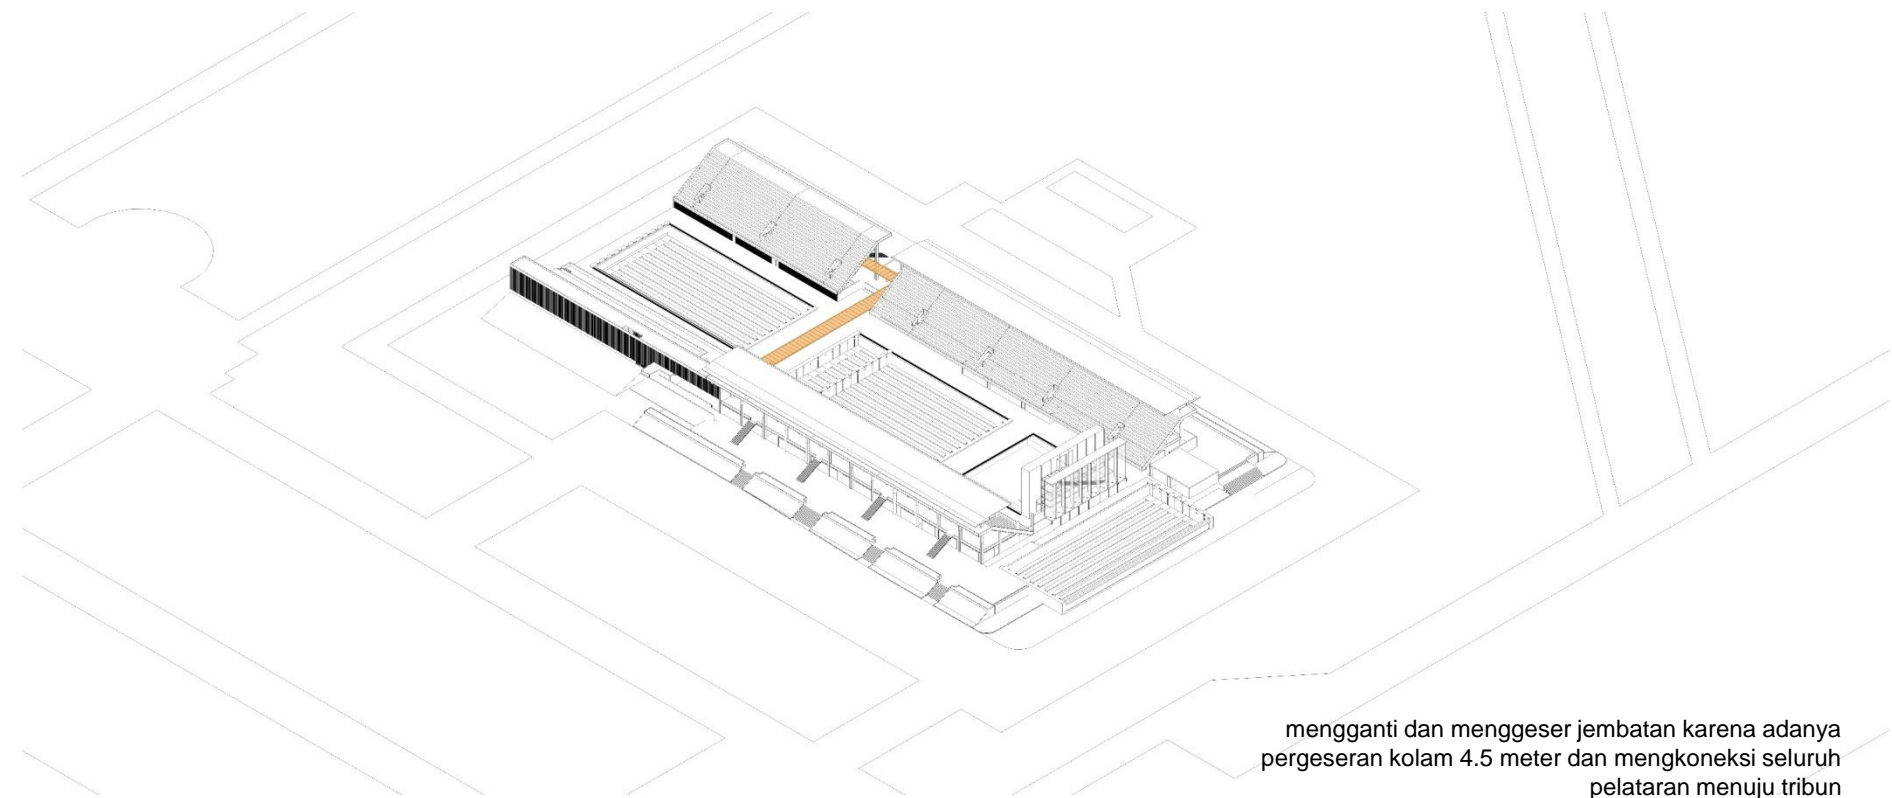 mengganti dan menggeser jembatan karena adanya
pergeseran kolam 4.5 meter dan mengkoneksi seluruh
pelataran menuju tribun